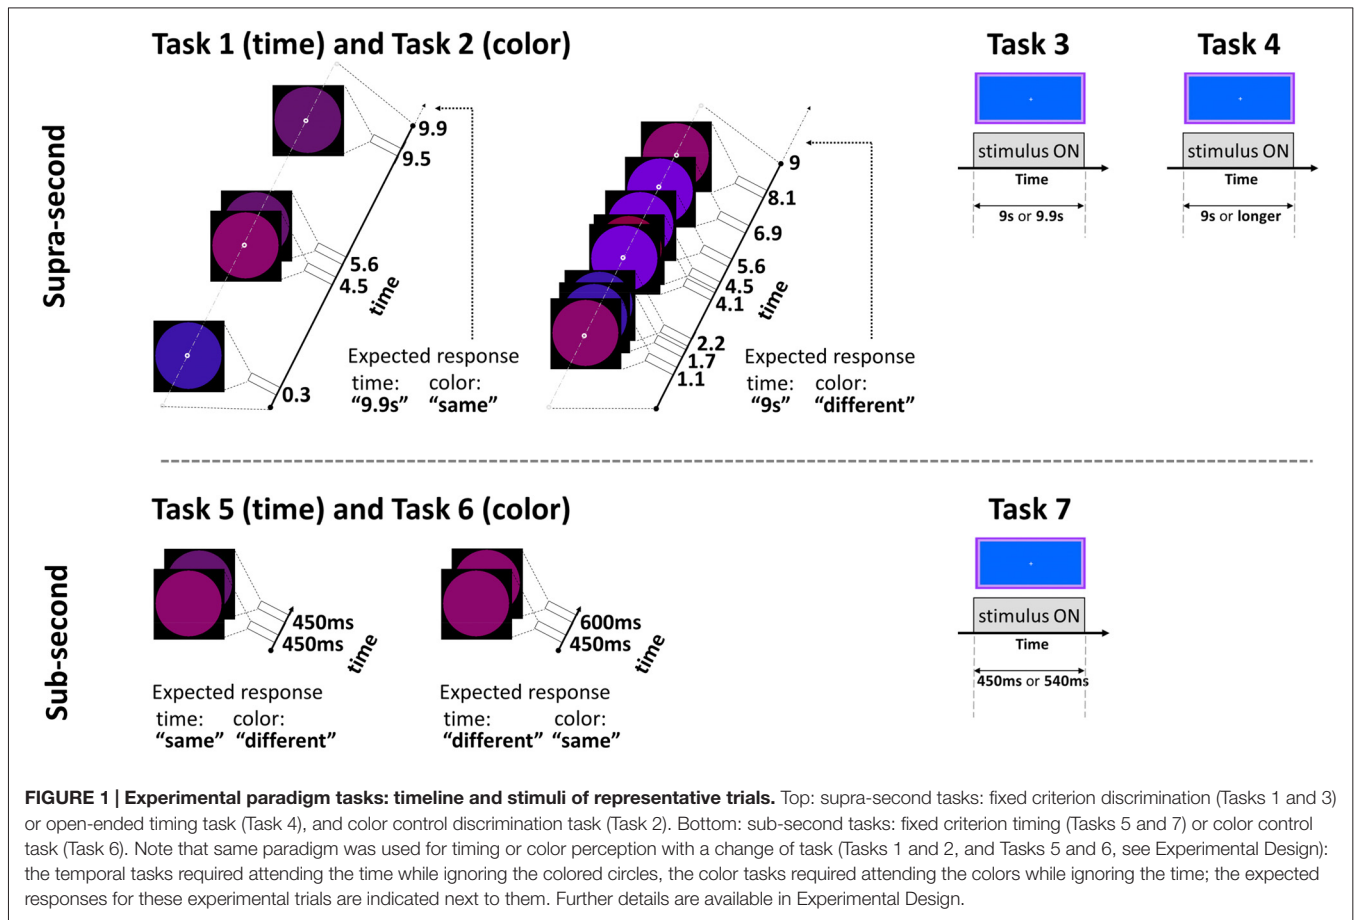 Task 1 (time) and Task 2 (color)
Task 3
Task 4
Supra-second
9.9
9.5
5.6
4.5
time
0.3
Expected response
time: color:
“9.9s” “same”
9
8.1
6.9
5.6
4.5
4.1
time
2.2
1.7
1.1
Expected response
time: color:
“9s” “different”
stimulus ON
Time
9s or 9.9s
stimulus ON
Time
9s or longer
Sub-second
Task 5 (time) and Task 6 (color)
Task 7
450ms
450ms
time
Expected response
time: color:
“same” “different”
600ms
450ms
time
Expected response
time: color:
“different” “same”
stimulus ON
Time
450ms or 540ms
FIGURE 1 | Experimental paradigm tasks: timeline and stimuli of representative trials. Top: supra-second tasks: fixed criterion discrimination (Tasks 1 and 3)
or open-ended timing task (Task 4), and color control discrimination task (Task 2). Bottom: sub-second tasks: fixed criterion timing (Tasks 5 and 7) or color control
task (Task 6). Note that same paradigm was used for timing or color perception with a change of task (Tasks 1 and 2, and Tasks 5 and 6, see Experimental Design):
the temporal tasks required attending the time while ignoring the colored circles, the color tasks required attending the colors while ignoring the time; the expected
responses for these experimental trials are indicated next to them. Further details are available in Experimental Design.